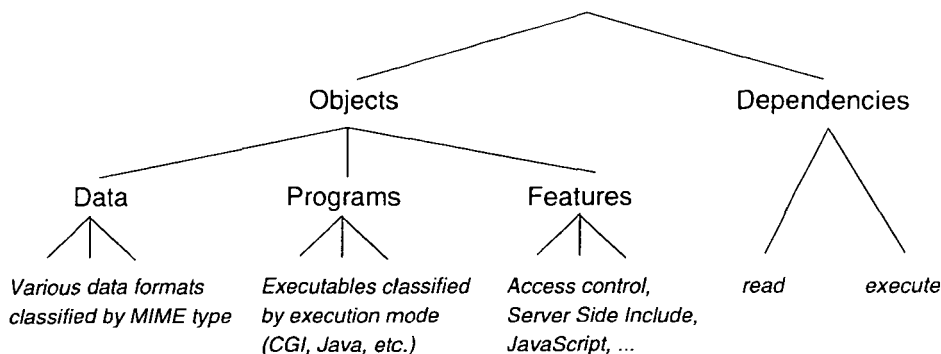 Objects
Dependencies
Data
Programs
Features
Various data formats
classified by MIME type
Executables classified
by execution mode
(CGI, Java, etc.)
Access control,
Server Side Include,
JavaScript, ...
read
execute